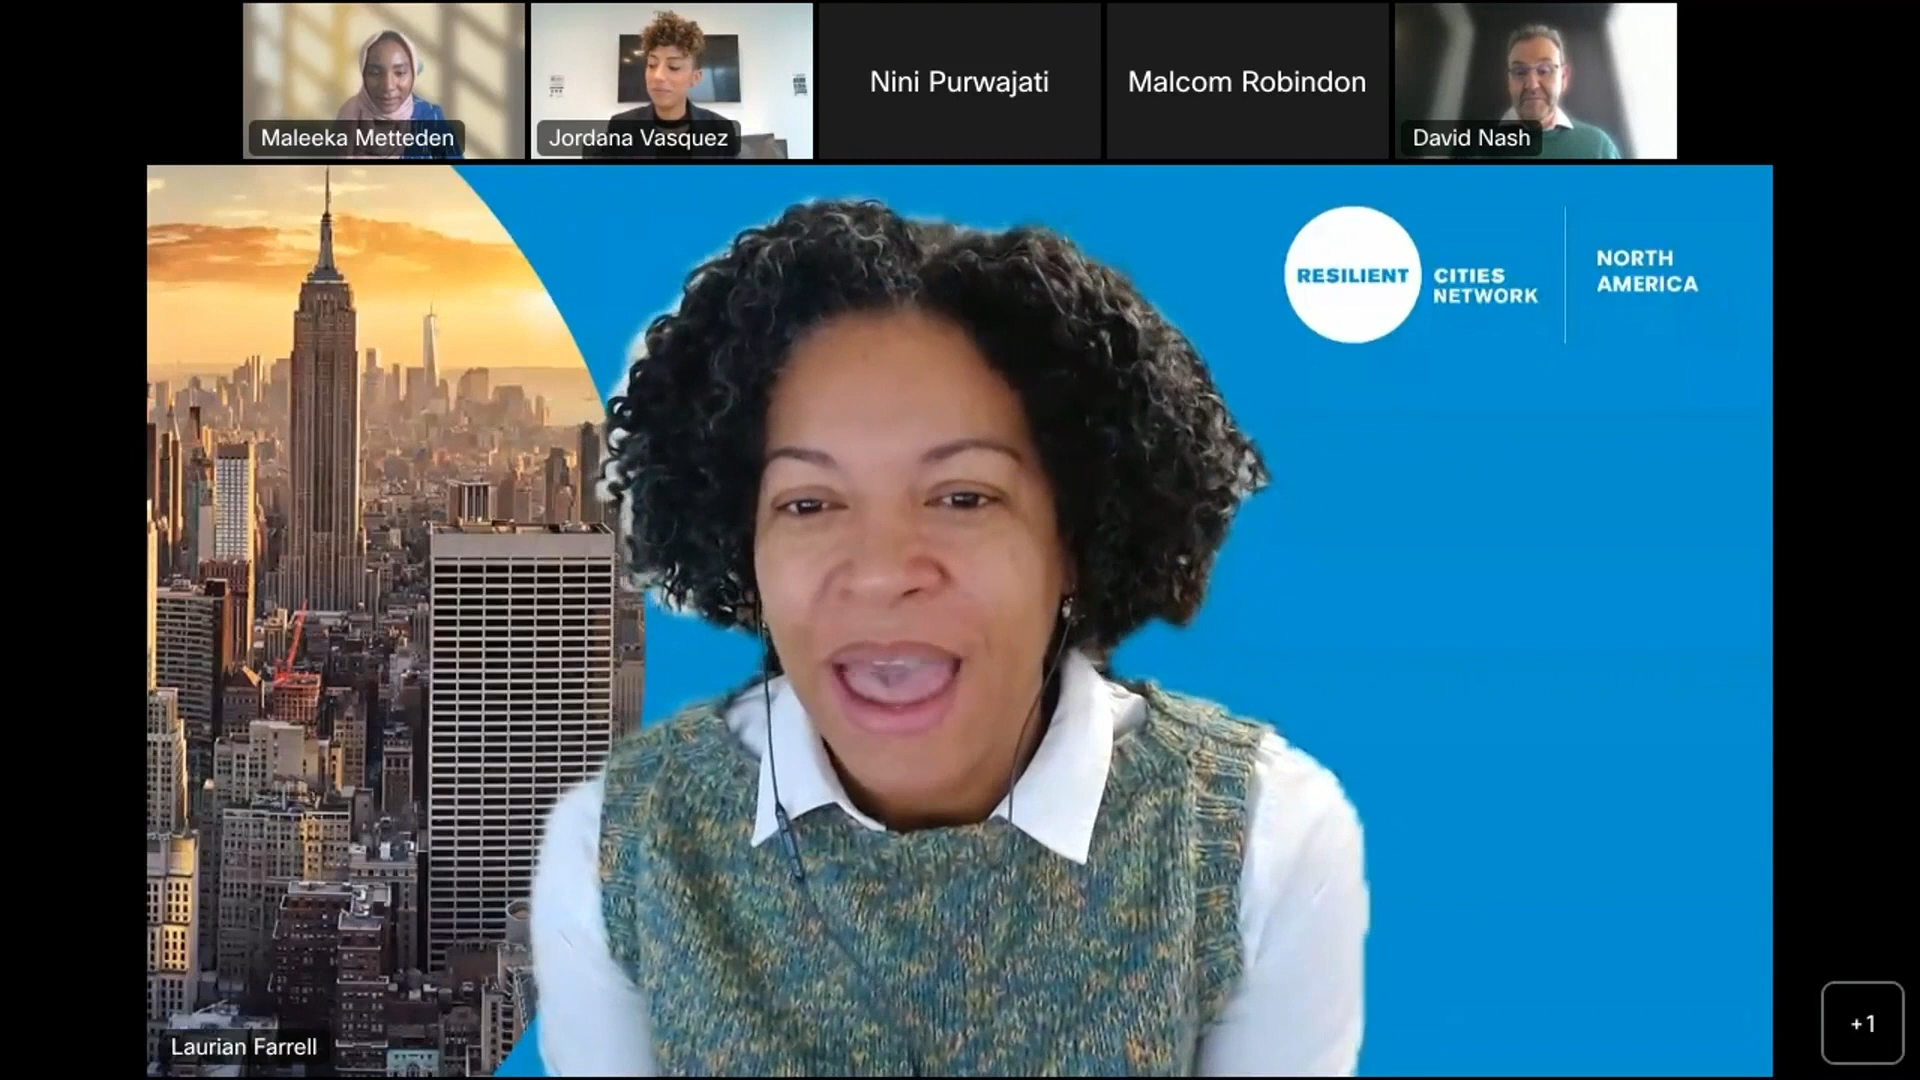 Maleeka Metteden
Jordana Vasquez
Nini Purwajati
Malcom Robindon
David Nash
RESILIENT
CITIES
NETWORK
NORTH
AMERICA
Laurian Farrell
+1